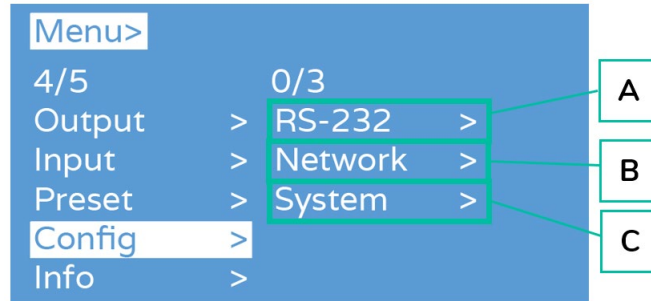 Menu>
4/5 0/3
Output > RS-232 >
Input > Network >
Preset > System >
Config >
Info >
A
B
C